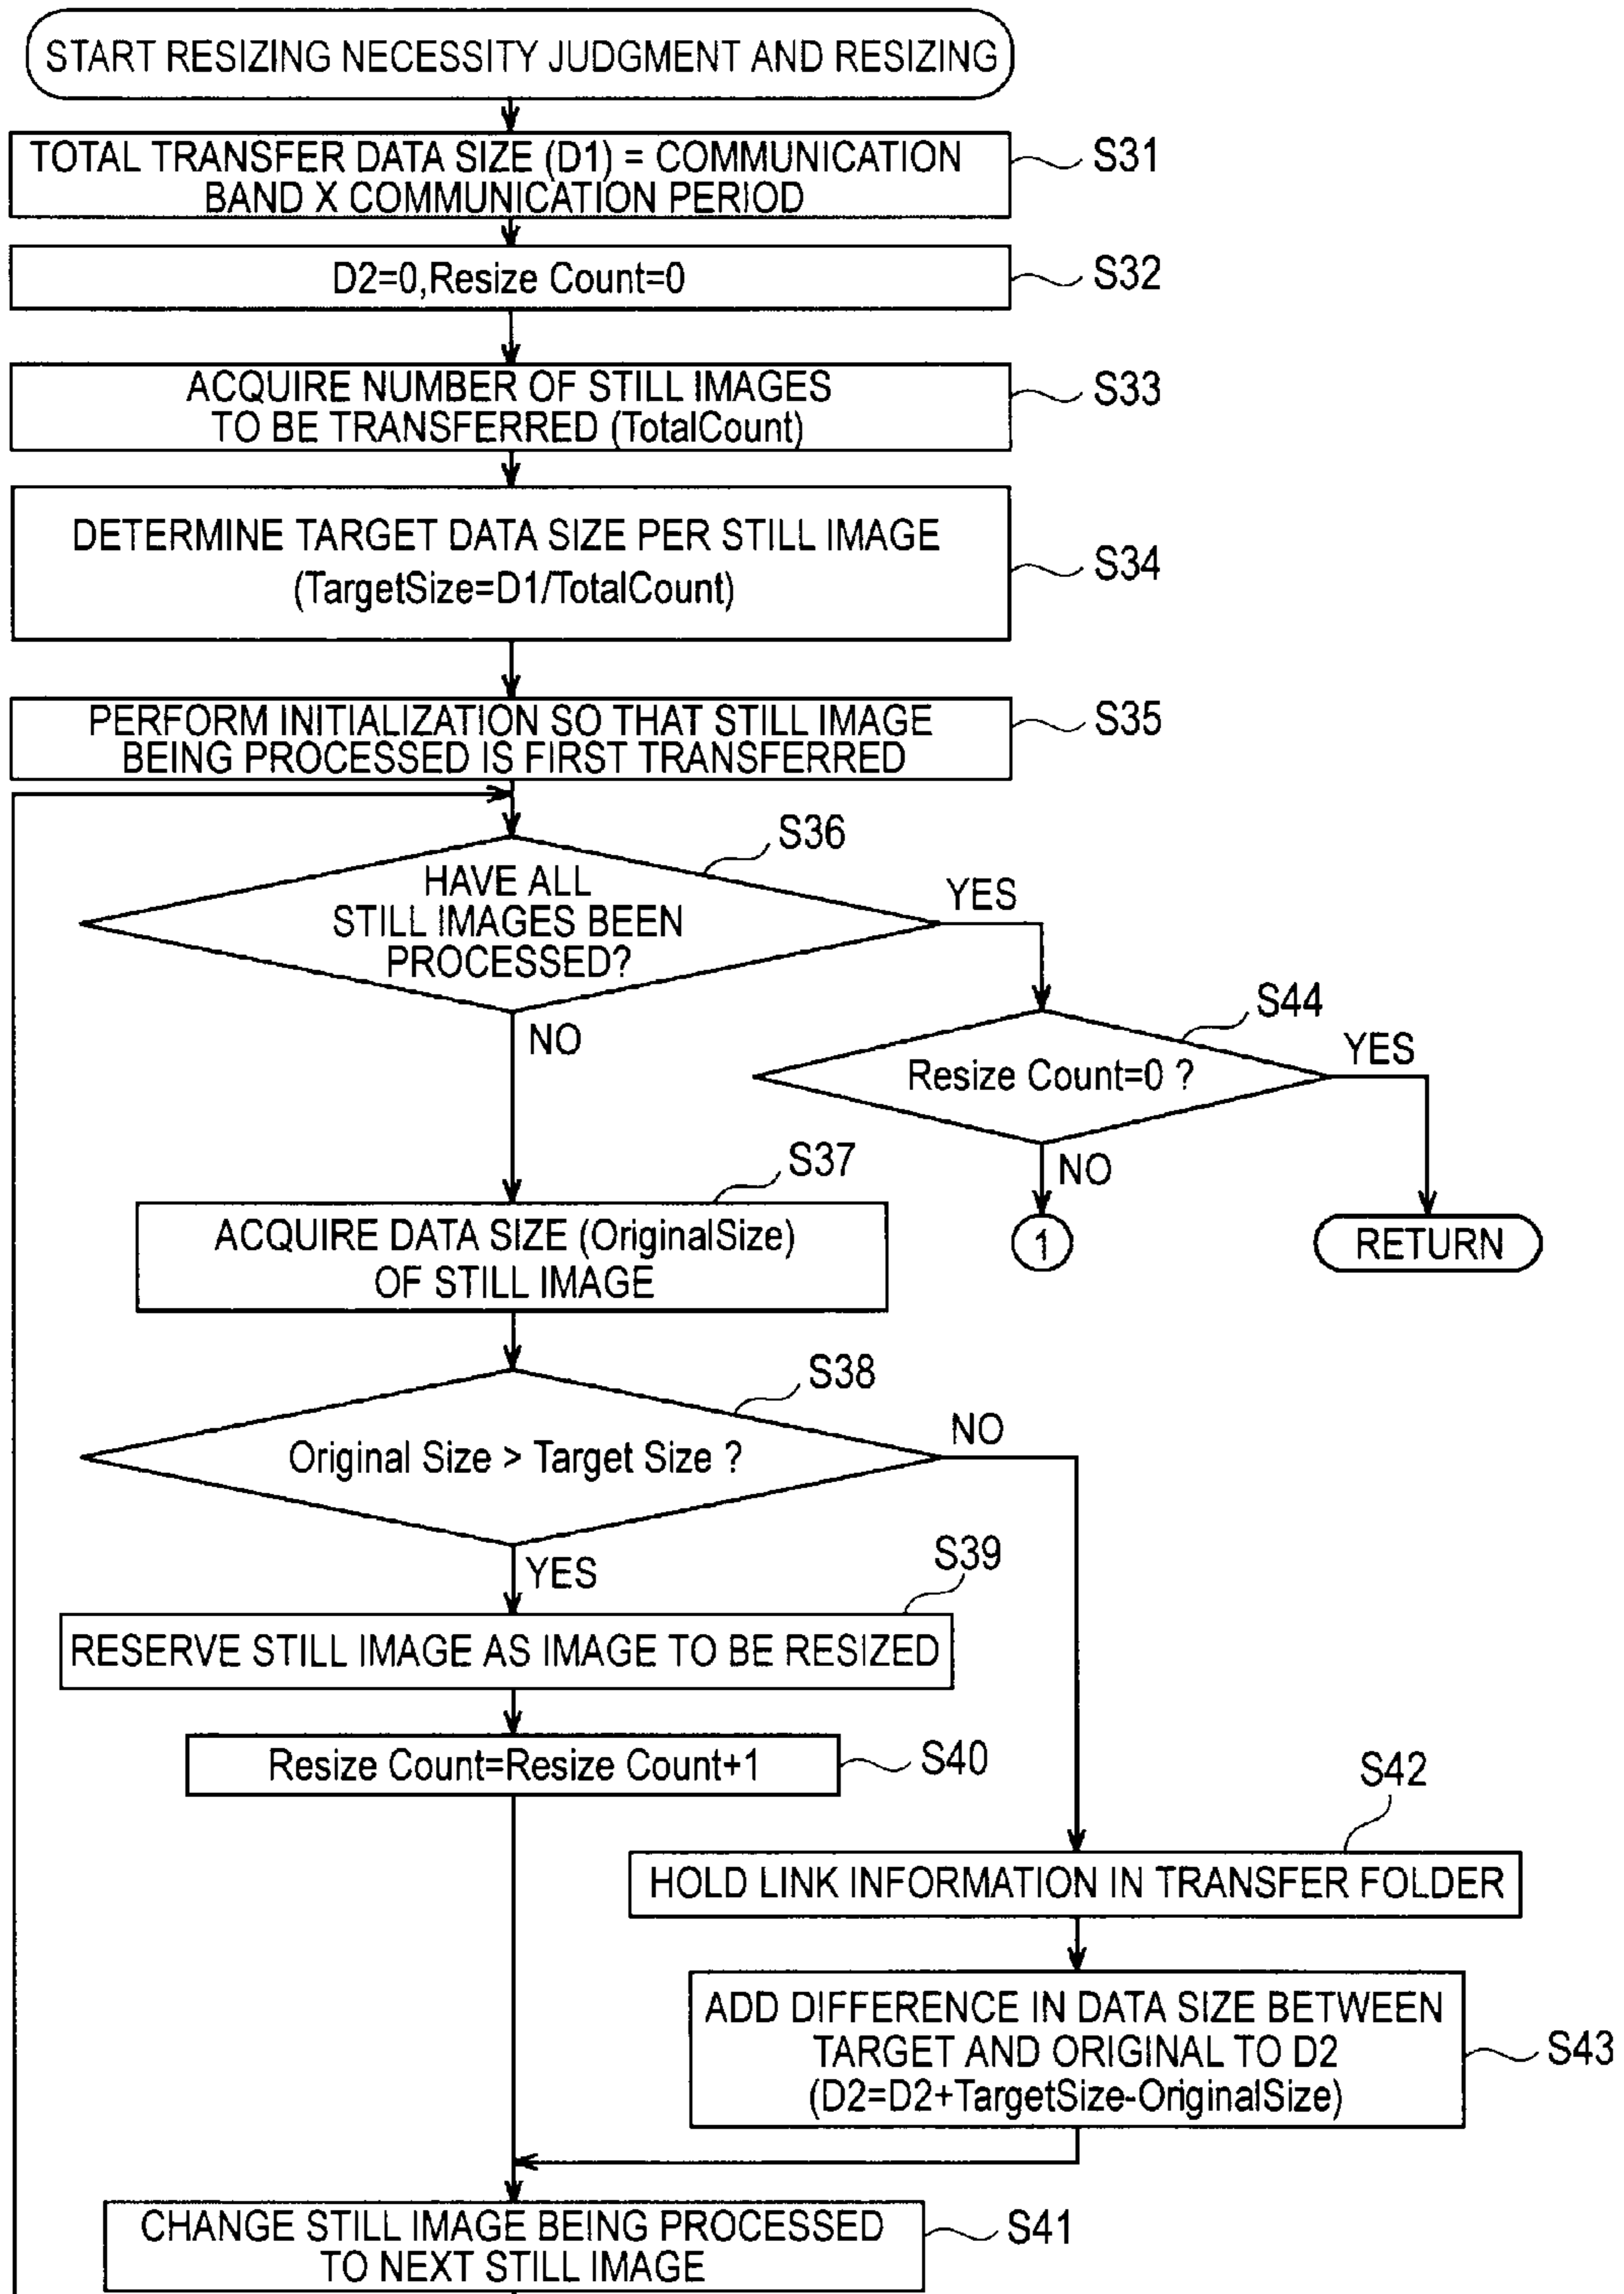 START RESIZING NECESSITY JUDGMENT AND RESIZING
TOTAL TRANSFER DATA SIZE (D1) = COMMUNICATION
BAND X COMMUNICATION PERIOD
S31
D2=0,Resize Count=0
S32
ACQUIRE NUMBER OF STILL IMAGES
TO BE TRANSFERRED (TotalCount)
S33
DETERMINE TARGET DATA SIZE PER STILL IMAGE
(TargetSize=D1/TotalCount)
S34
PERFORM INITIALIZATION SO THAT STILL IMAGE
BEING PROCESSED IS FIRST TRANSFERRED
S35
S36
HAVE ALL
STILL IMAGES BEEN
PROCESSED?
YES
NO
S44
Resize Count=0 ?
YES
NO
1
RETURN
S37
ACQUIRE DATA SIZE (OriginalSize)
OF STILL IMAGE
S38
Original Size > Target Size ?
NO
YES
S39
RESERVE STILL IMAGE AS IMAGE TO BE RESIZED
Resize Count=Resize Count+1
S40
S42
HOLD LINK INFORMATION IN TRANSFER FOLDER
ADD DIFFERENCE IN DATA SIZE BETWEEN
TARGET AND ORIGINAL TO D2
(D2=D2+TargetSize-OriginalSize)
S43
CHANGE STILL IMAGE BEING PROCESSED
TO NEXT STILL IMAGE
S41